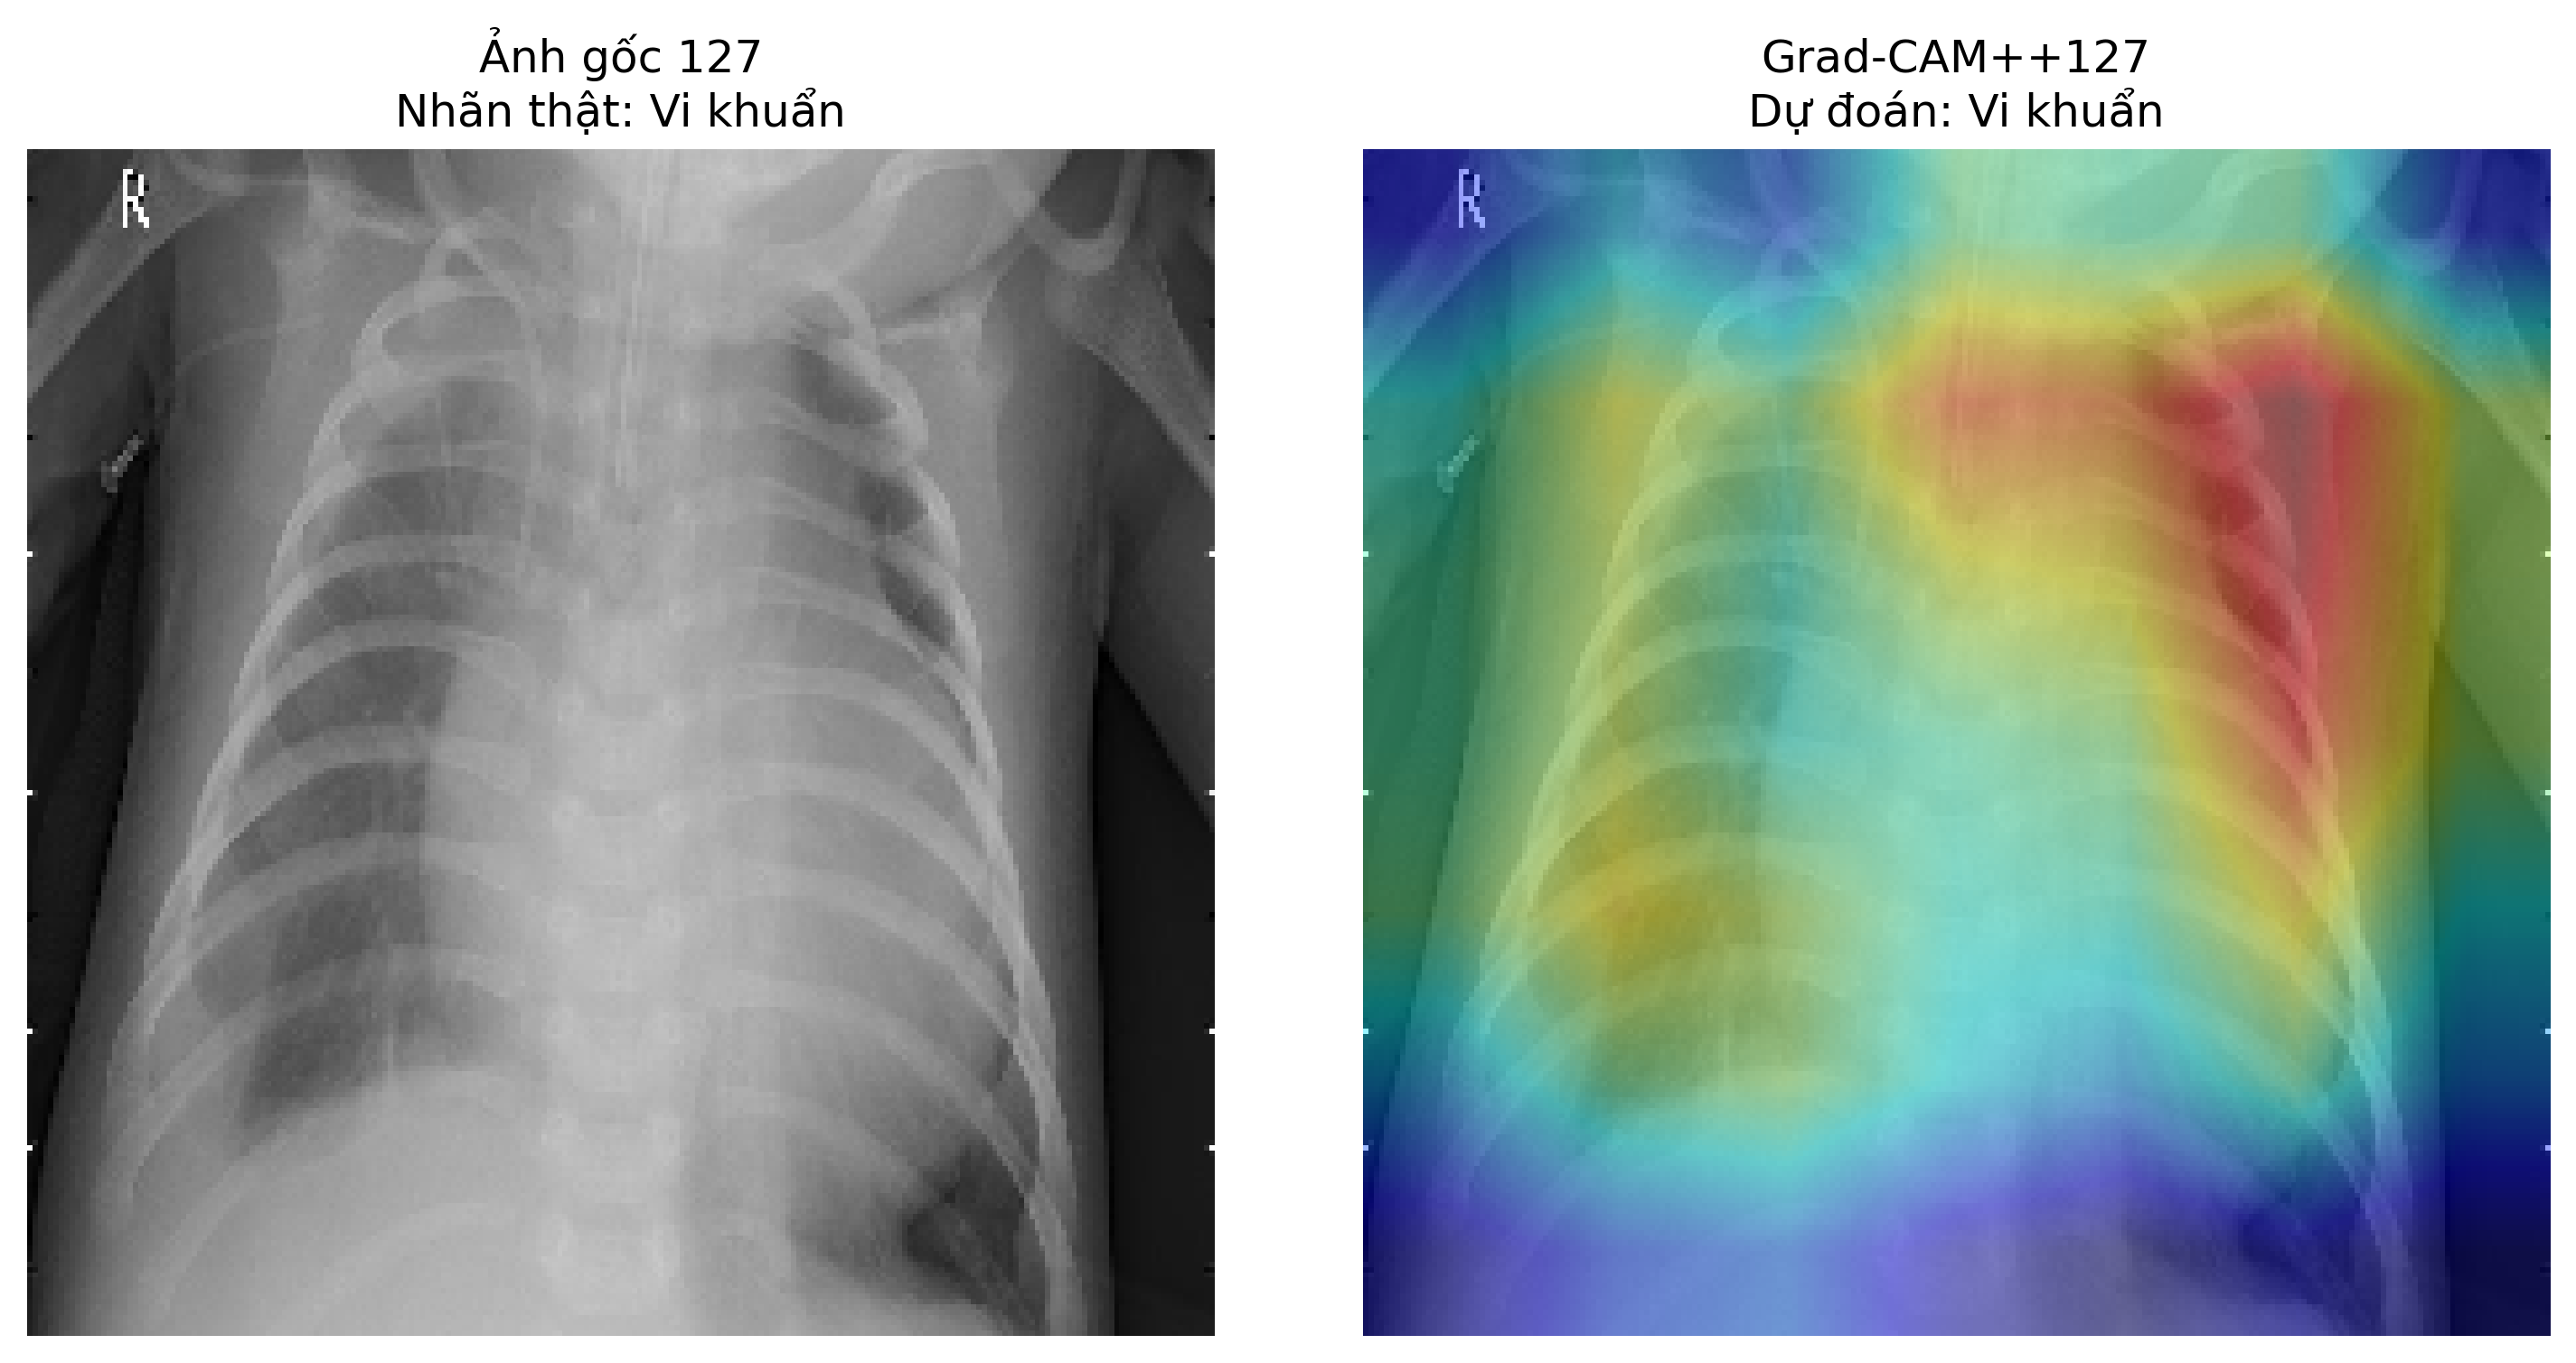 Ảnh gốc 127
Nhãn thật: Vi khuẩn
R
Grad-CAM++127
Dự đoán: Vi khuẩn
R